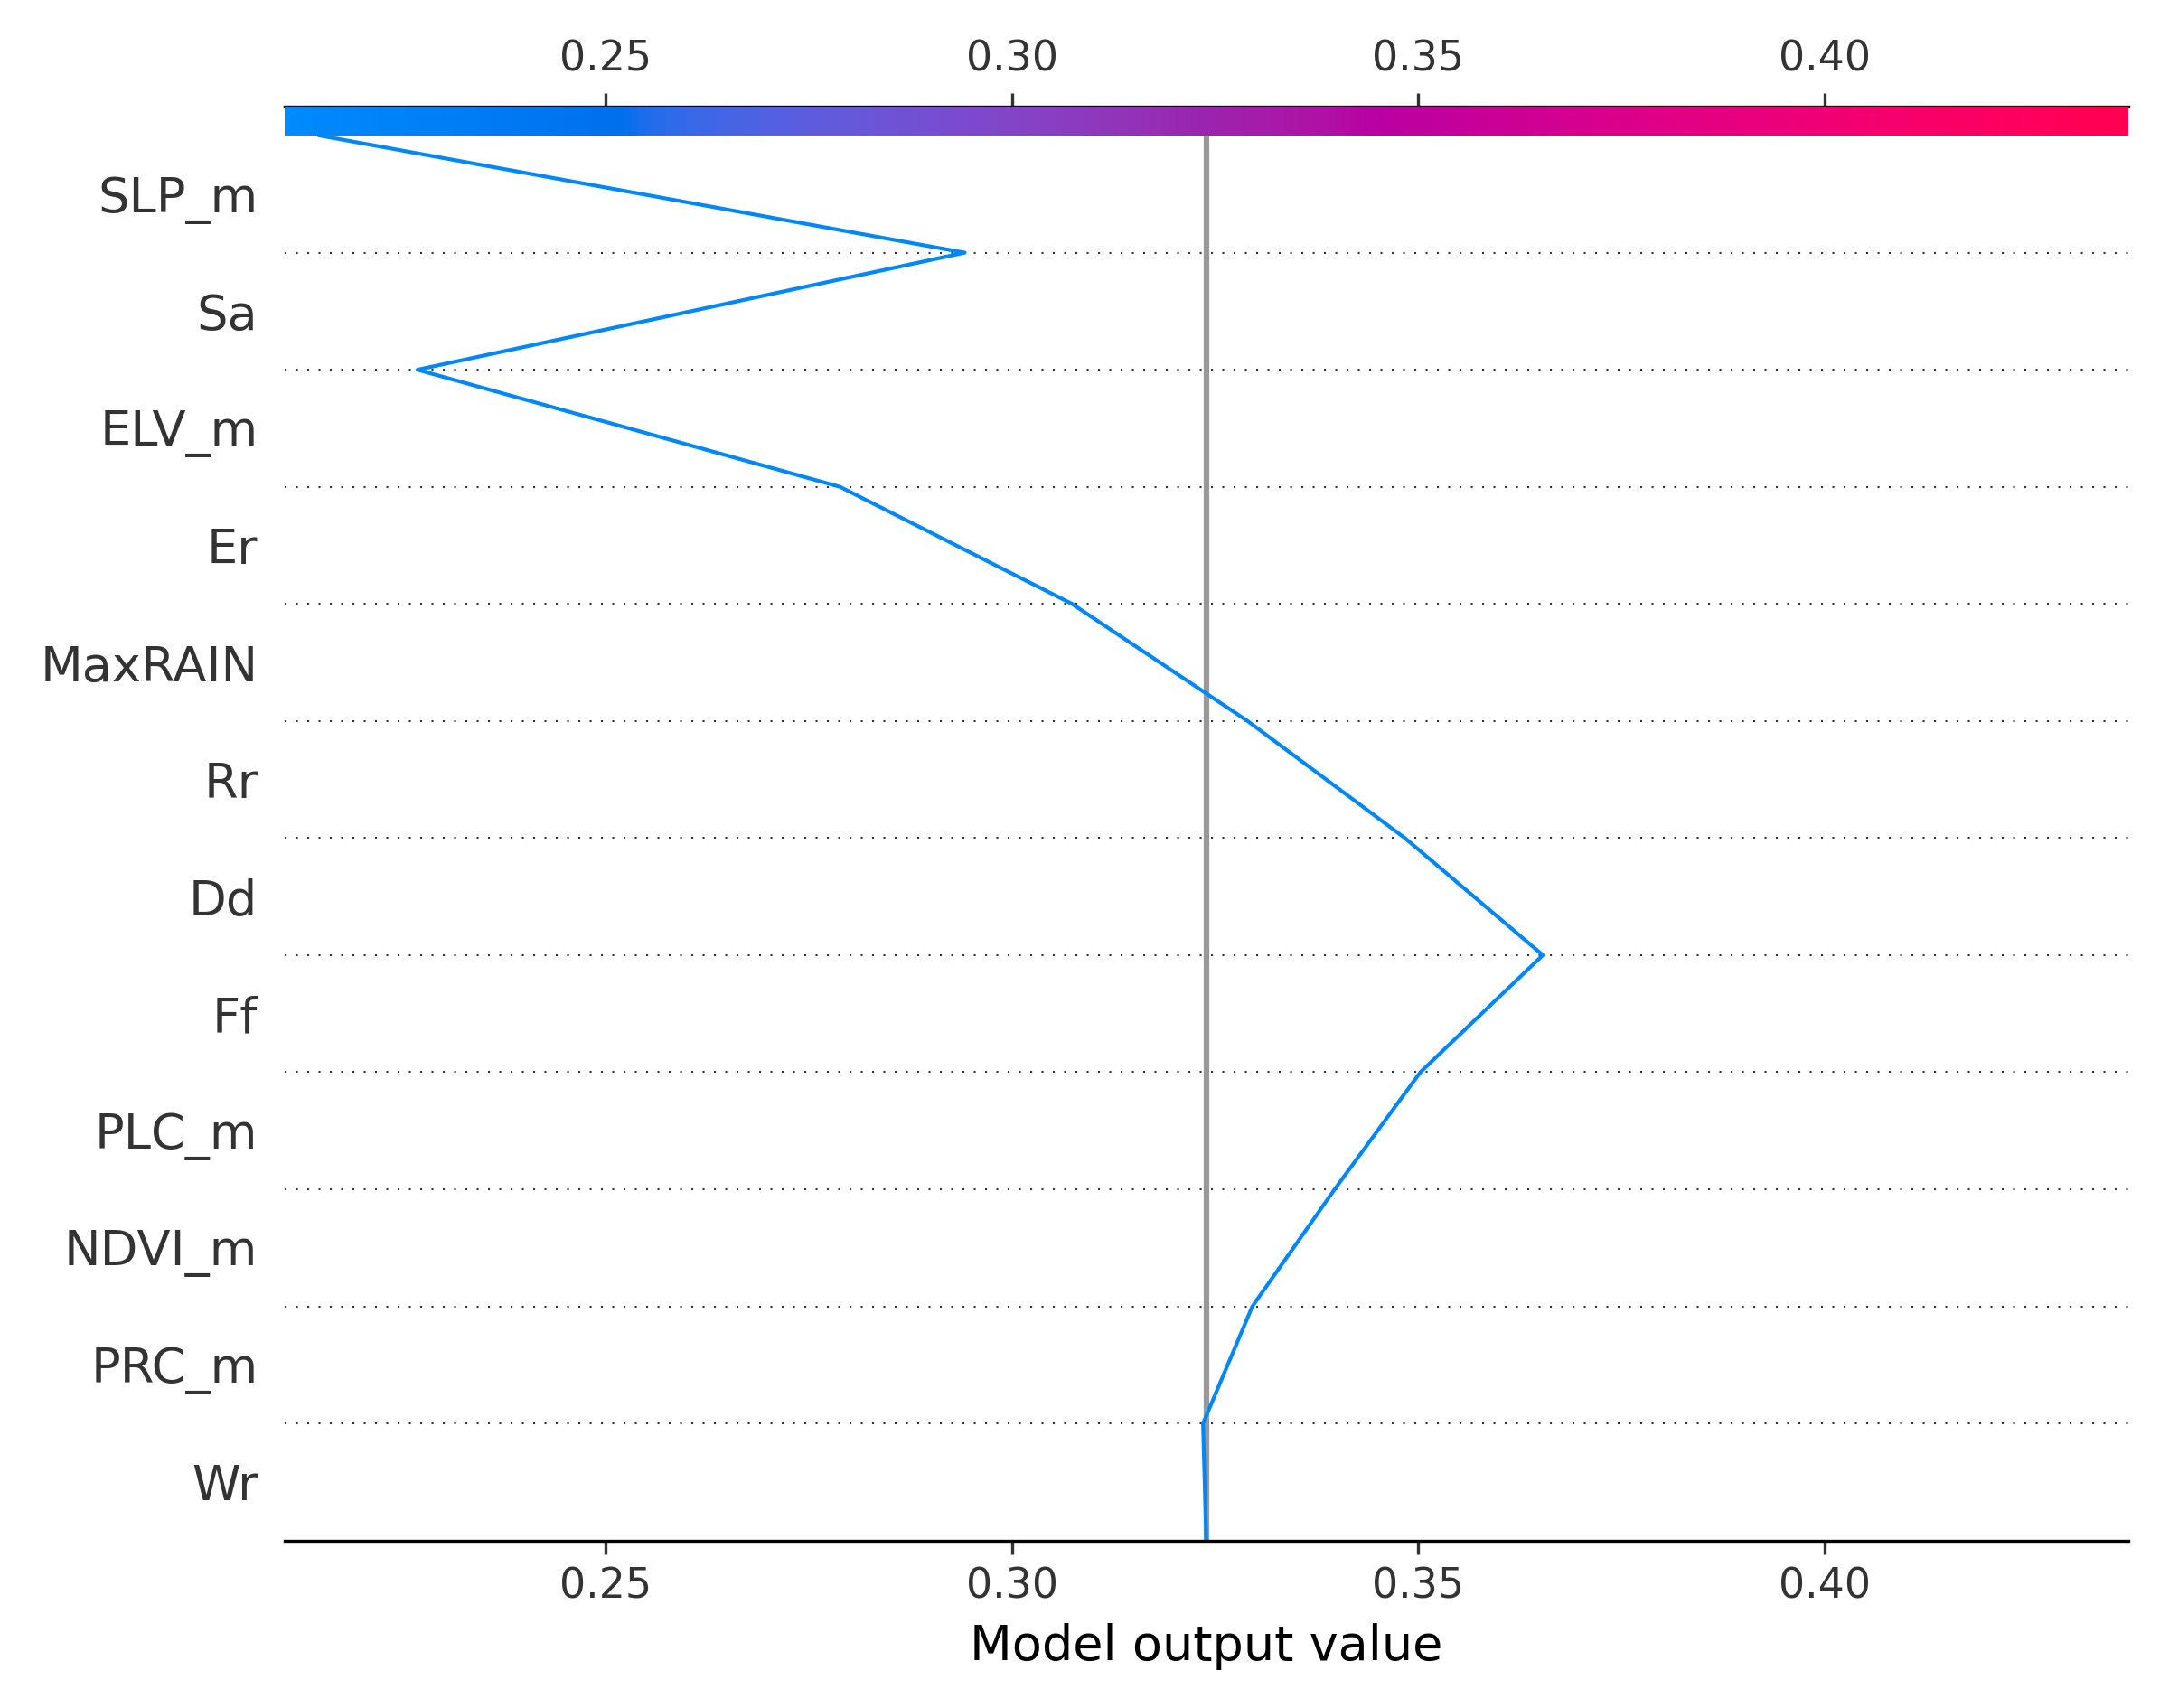 0.25 0.30 0.35 0.40
SLP_m
Sa
ELV_m
Er
MaxRAIN
Rr
Dd
Ff
PLC_m
NDVI_m
PRC_m
Wr
0.25 0.30 0.35 0.40
Model output value